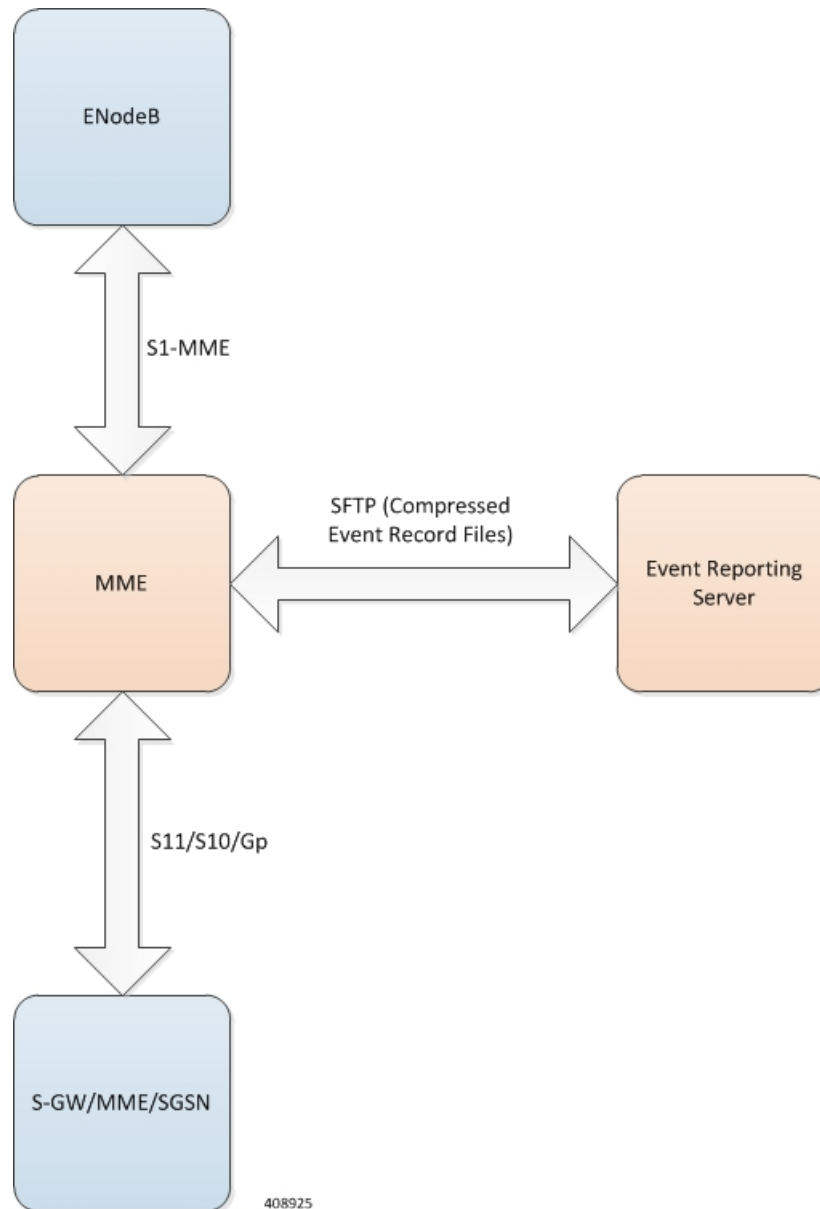 ENodeB
S1-MME
SFTP (Compressed
Event Record Files)
MME
Event Reporting
Server
S11/S10/Gp
S-GW/MME/SGSN
408925